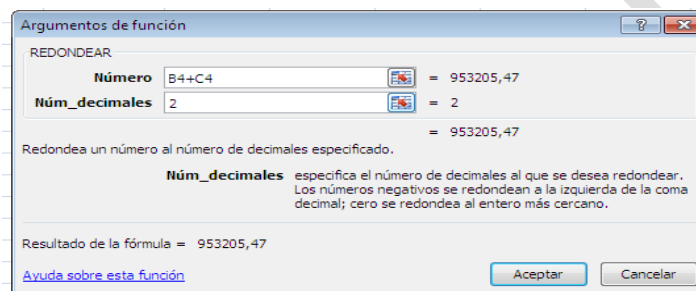 Argumentos de función
REDONDEAR
Número B4+C4 = 953205,47
Núm_decimales 2 = 2
= 953205,47
Redondea un número al número de decimales especificado.
Núm_decimales especifica el número de decimales al que se desea redondear.
Los números negativos se redondean a la izquierda de la coma
decimal; cero se redondea al entero más cercano.
Resultado de la fórmula = 953205,47
Ayuda sobre esta función Aceptar Cancelar